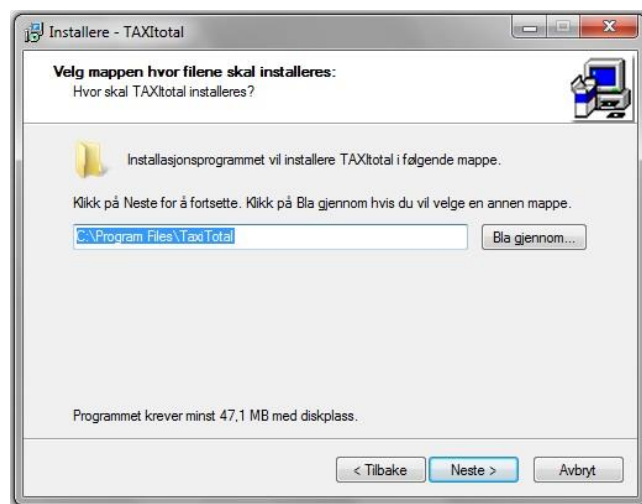 Installere - TAXItotal
Velg mappen hvor filene skal installeres:
Hvor skal TAXItotal installeres?
Installasjonsprogrammet vil installere TAXItotal i følgende mappe.
Klikk på Neste for å fortsette. Klikk på Bla gjennom hvis du vil velge en annen mappe.
C:\Program Files\TaxiTotal
Bla gjennom...
Programmet krever minst 47,1 MB med diskplass.
< Tilbake
Neste >
Avbryt